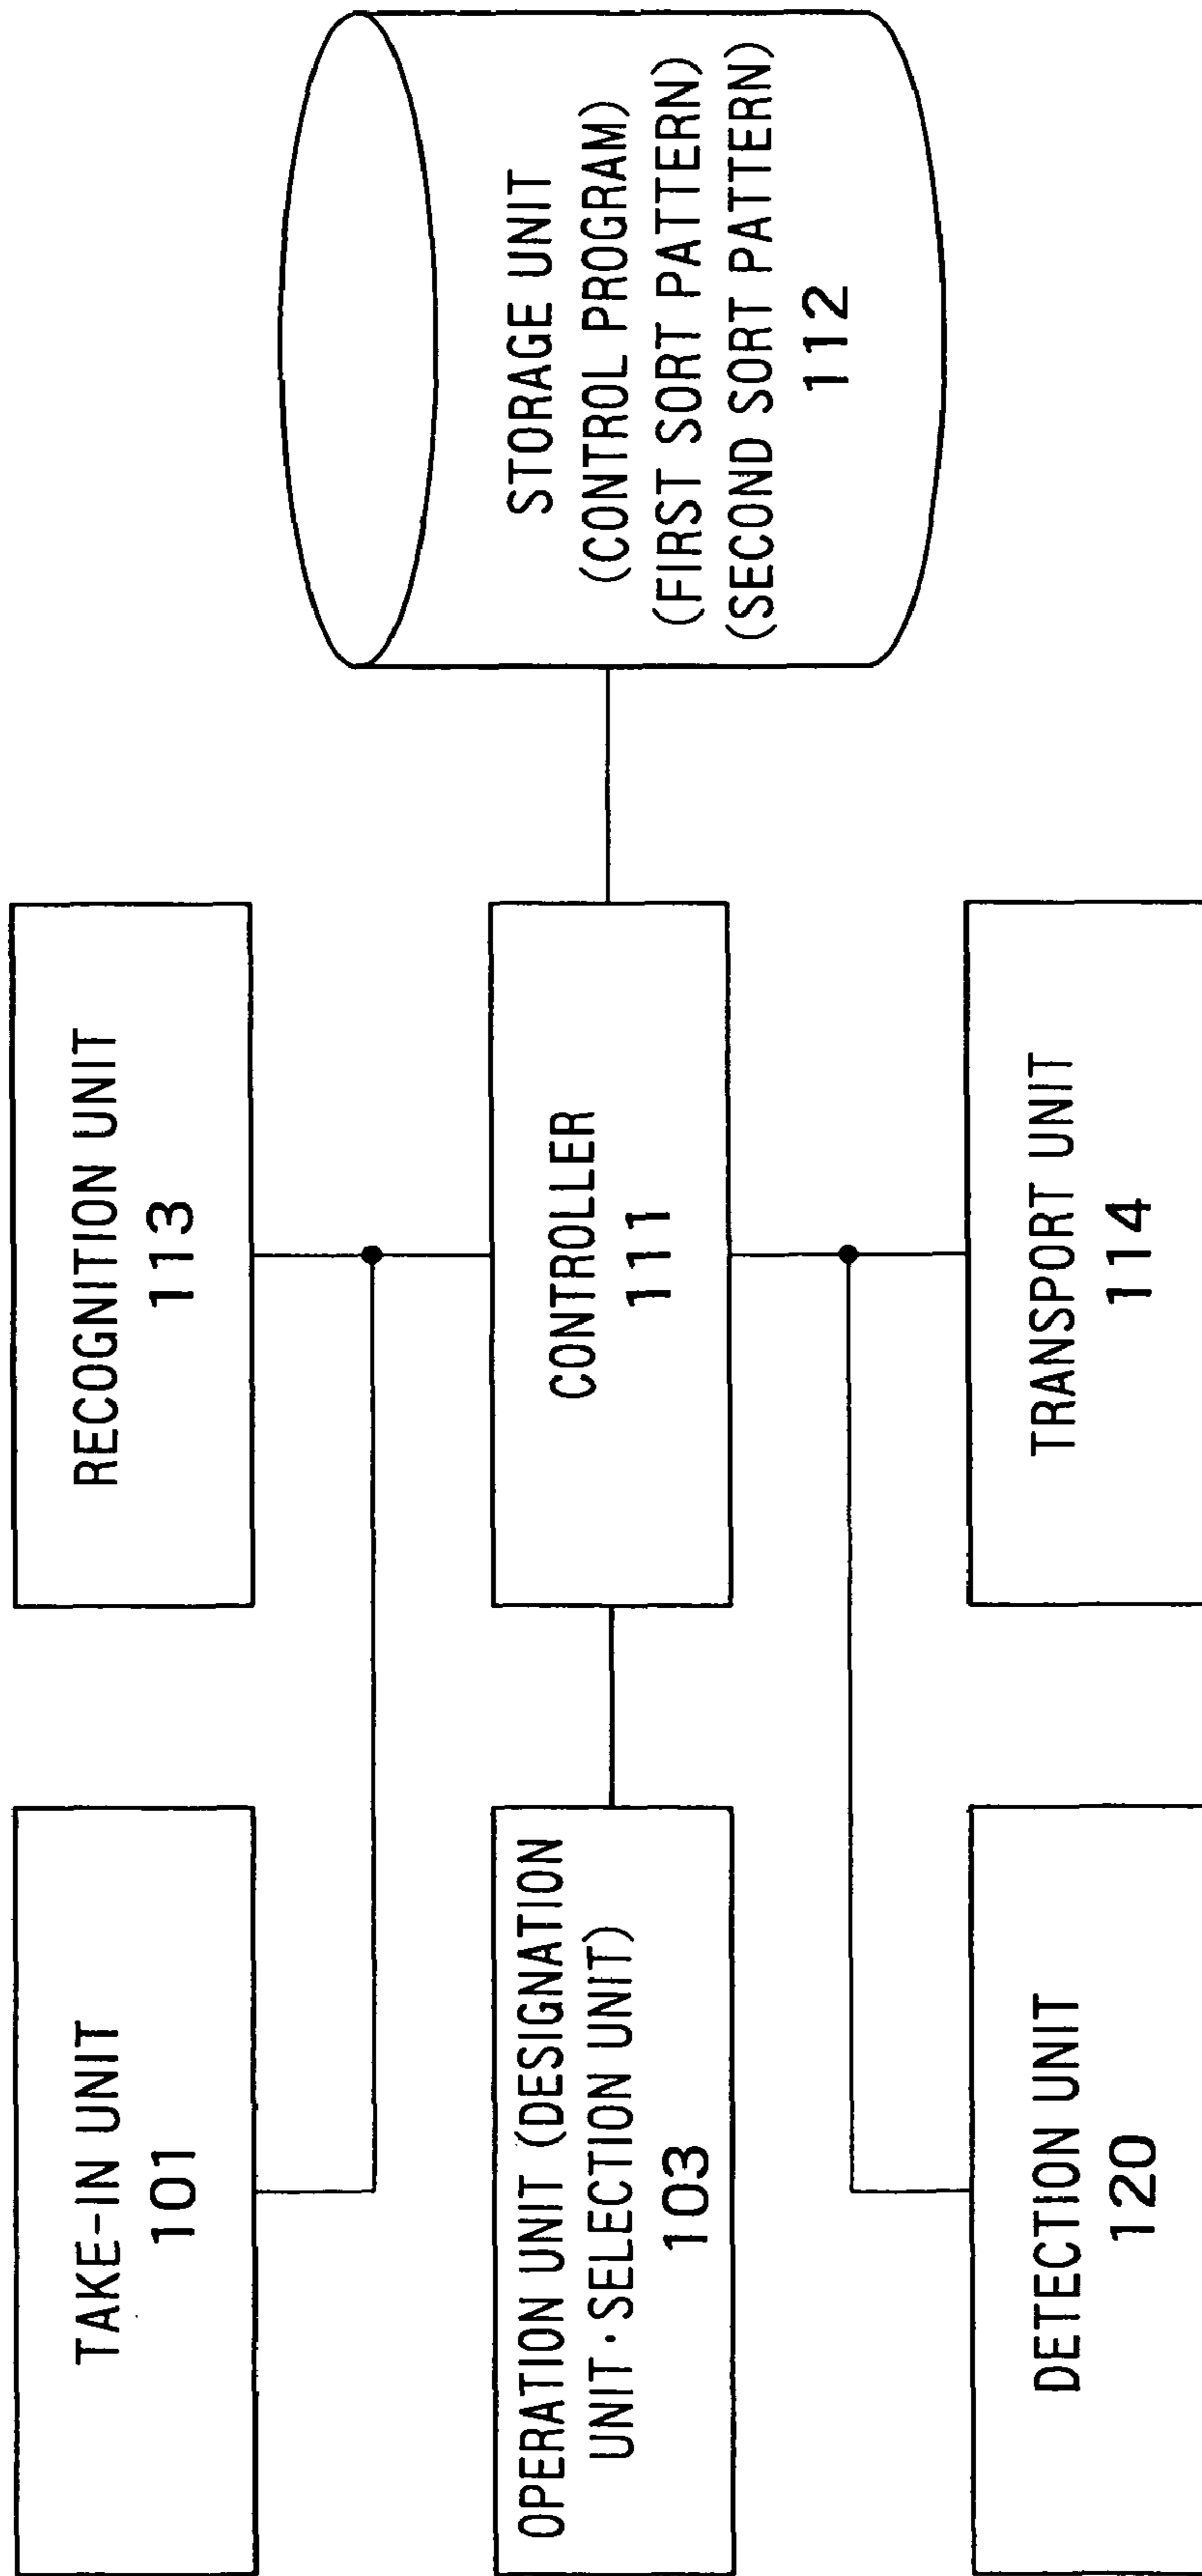 TAKE-IN UNIT
101
RECOGNITION UNIT
113
OPERATION UNIT (DESIGNATION
UNIT・SELECTION UNIT)
103
CONTROLLER
111
STORAGE UNIT
(CONTROL PROGRAM)
(FIRST SORT PATTERN)
(SECOND SORT PATTERN)
112
DETECTION UNIT
120
TRANSPORT UNIT
114